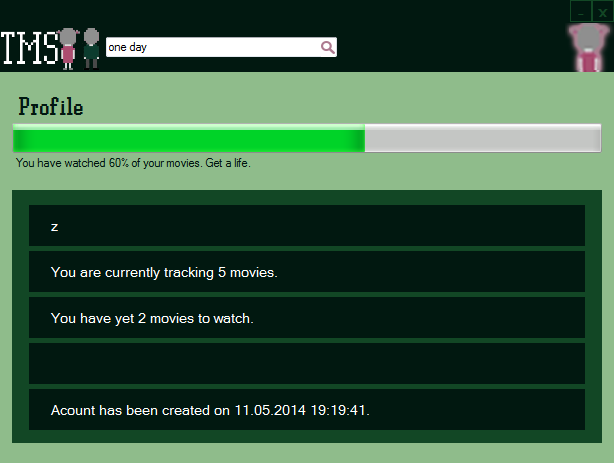 - x
TMS
one day
Profile
You have watched 60% of your movies. Get a life.
z
You are currently tracking 5 movies.
You have yet 2 movies to watch.
Acount has been created on 11.05.2014 19:19:41.